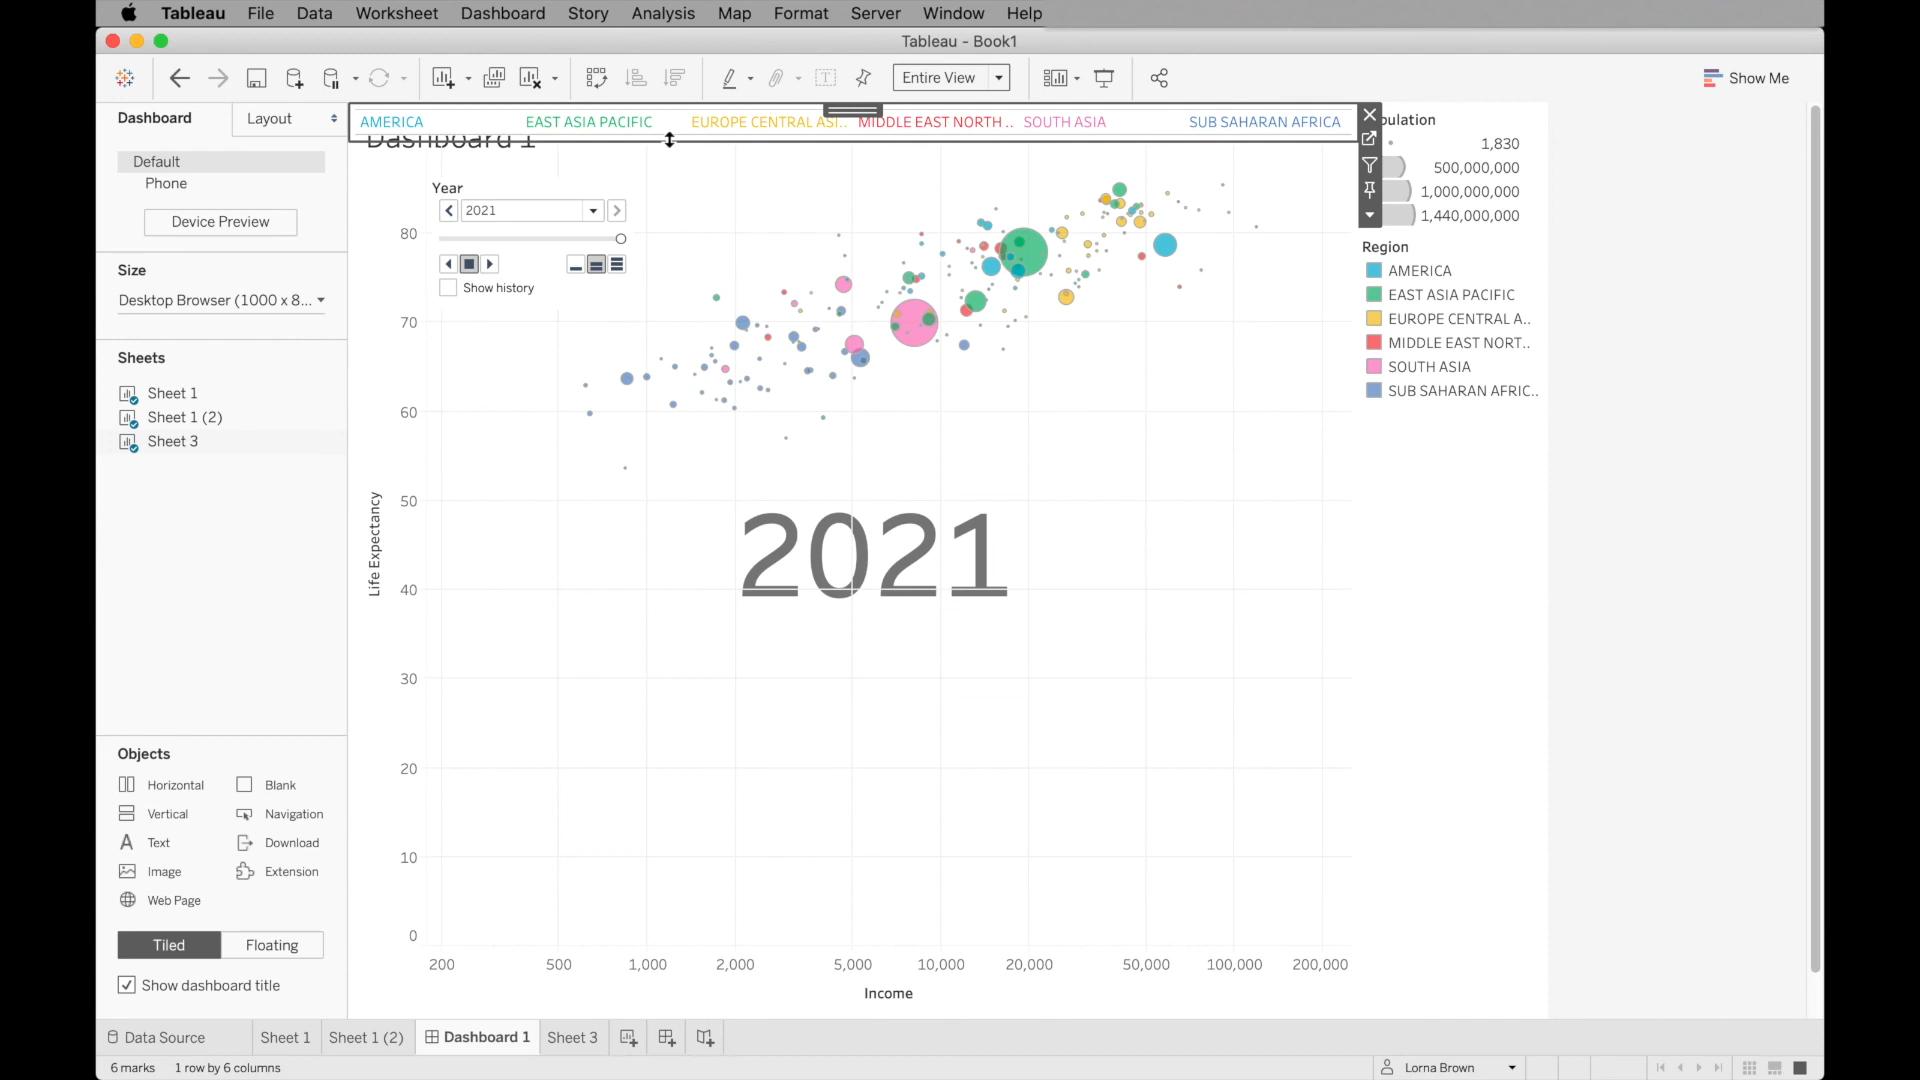 Tableau File Data Worksheet Dashboard Story Analysis Map Format Server Window Help
Tableau - Book1
Entire View
Show Me
Dashboard
Layout
Default
Phone
Device Preview
Size
Desktop Browser (1000 x 8...
Sheets
Sheet 1
Sheet 1 (2)
Sheet 3
Objects
Horizontal
Blank
Vertical
Navigation
Text
Download
Image
Extension
Web Page
Tiled
Floating
Show dashboard title
AMERICA
EAST ASIA PACIFIC
EUROPE CENTRAL ASI..
MIDDLE EAST NORTH ..
SOUTH ASIA
SUB SAHARAN AFRICA
Dashboard 1
Year
2021
Show history
80
70
60
50
40
30
20
10
0
Life Expectancy
2021
200
500
1,000
2,000
5,000
10,000
20,000
50,000
100,000
200,000
Income
pulation
1,830
500,000,000
1,000,000,000
1,440,000,000
Region
AMERICA
EAST ASIA PACIFIC
EUROPE CENTRAL A..
MIDDLE EAST NORT..
SOUTH ASIA
SUB SAHARAN AFRIC..
Data Source
Sheet 1
Sheet 1 (2)
Dashboard 1
Sheet 3
6 marks
1 row by 6 columns
Lorna Brown